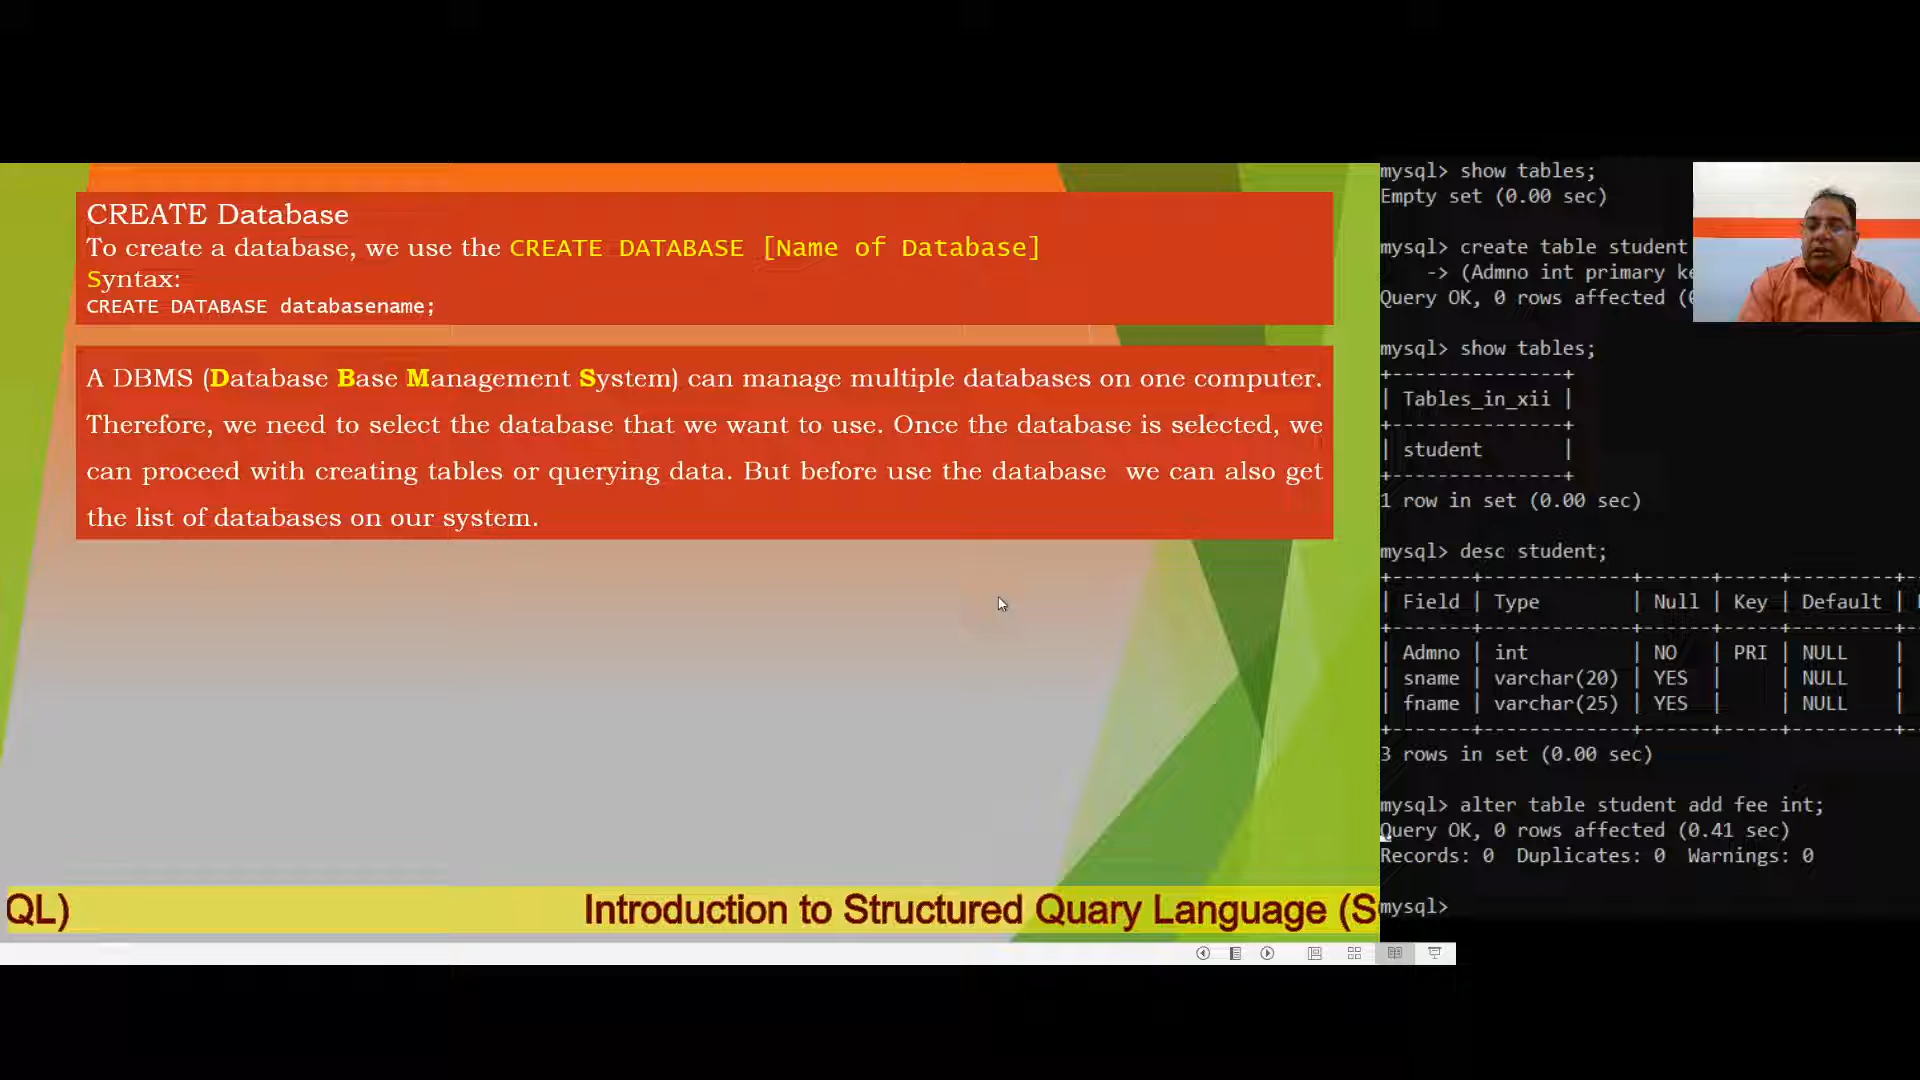 CREATE Database
To create a database, we use the CREATE DATABASE [Name of Database]
Syntax:
CREATE DATABASE databasename;
A DBMS (Database Base Management System) can manage multiple databases on one computer.
Therefore, we need to select the database that we want to use. Once the database is selected, we
can proceed with creating tables or querying data. But before use the database we can also get
the list of databases on our system.
QL) Introduction to Structured Quary Language (S
mysql> show tables;
Empty set (0.00 sec)
mysql> create table student
-> (Admno int primary ke
Query OK, 0 rows affected (
mysql> show tables;
+---------------+
| Tables_in_xii |
+---------------+
| student |
+---------------+
1 row in set (0.00 sec)
mysql> desc student;
+-------+-------------+------+-----+---------+-
| Field | Type | Null | Key | Default |
+-------+-------------+------+-----+---------+-
| Admno | int | NO | PRI | NULL |
| sname | varchar(20) | YES | | NULL |
| fname | varchar(25) | YES | | NULL |
+-------+-------------+------+-----+---------+-
3 rows in set (0.00 sec)
mysql> alter table student add fee int;
Query OK, 0 rows affected (0.41 sec)
Records: 0 Duplicates: 0 Warnings: 0
mysql>